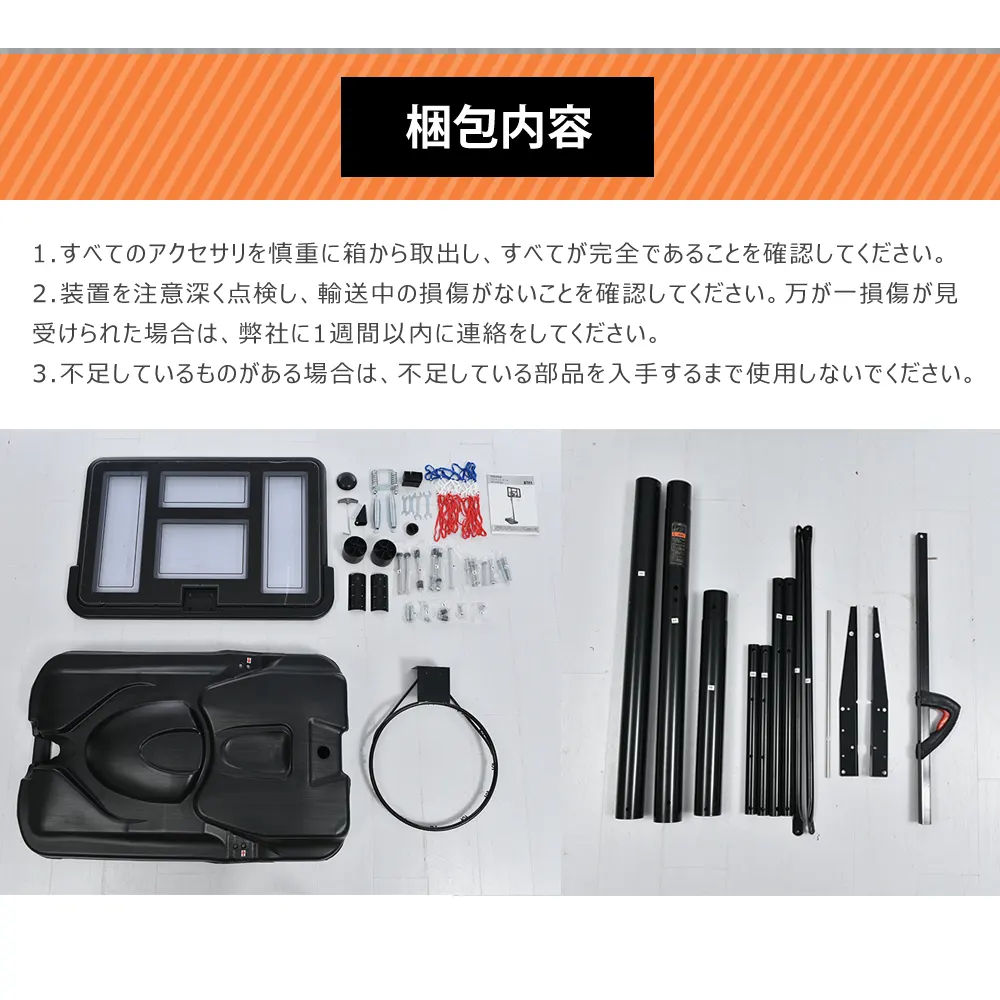 梱包内容
1.すべてのアクセサリを慎重に箱から取出し、すべてが完全であることを確認してください。
2.装置を注意深く点検し、輸送中の損傷がないことを確認してください。万が一損傷が見
受けられた場合は、弊社に1週間以内に連絡をしてください。
3.不足しているものがある場合は、不足している部品を入手するまで使用しないでください。